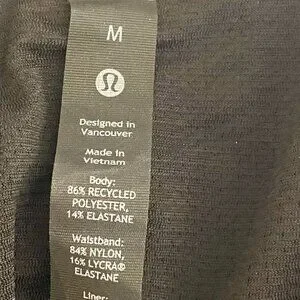 M
Designed in
Vancouver
Made in
Vietnam
Body:
86% RECYCLED
POLYESTER,
14% ELASTANE
Waistband:
84% NYLON,
16% LYCRA®
ELASTANE
Liner: